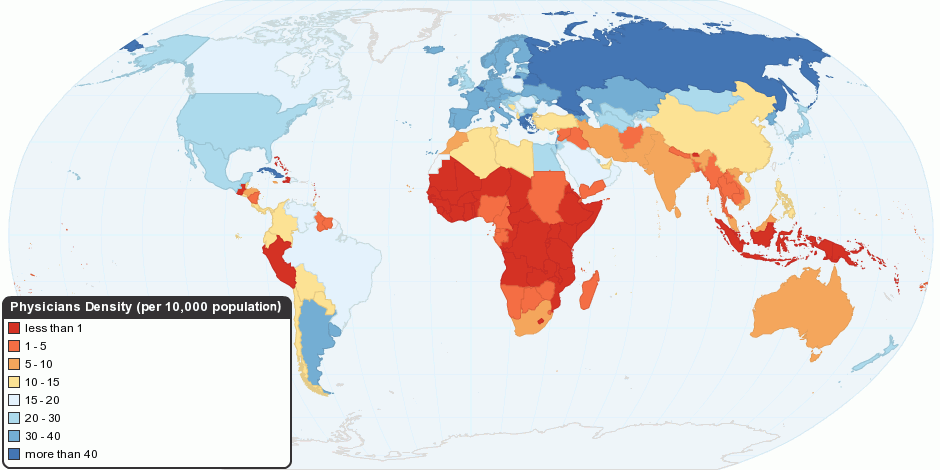 Physicians Density (per 10,000 population)
less than 1
1 - 5
5 - 10
10 - 15
15 - 20
20 - 30
30 - 40
more than 40